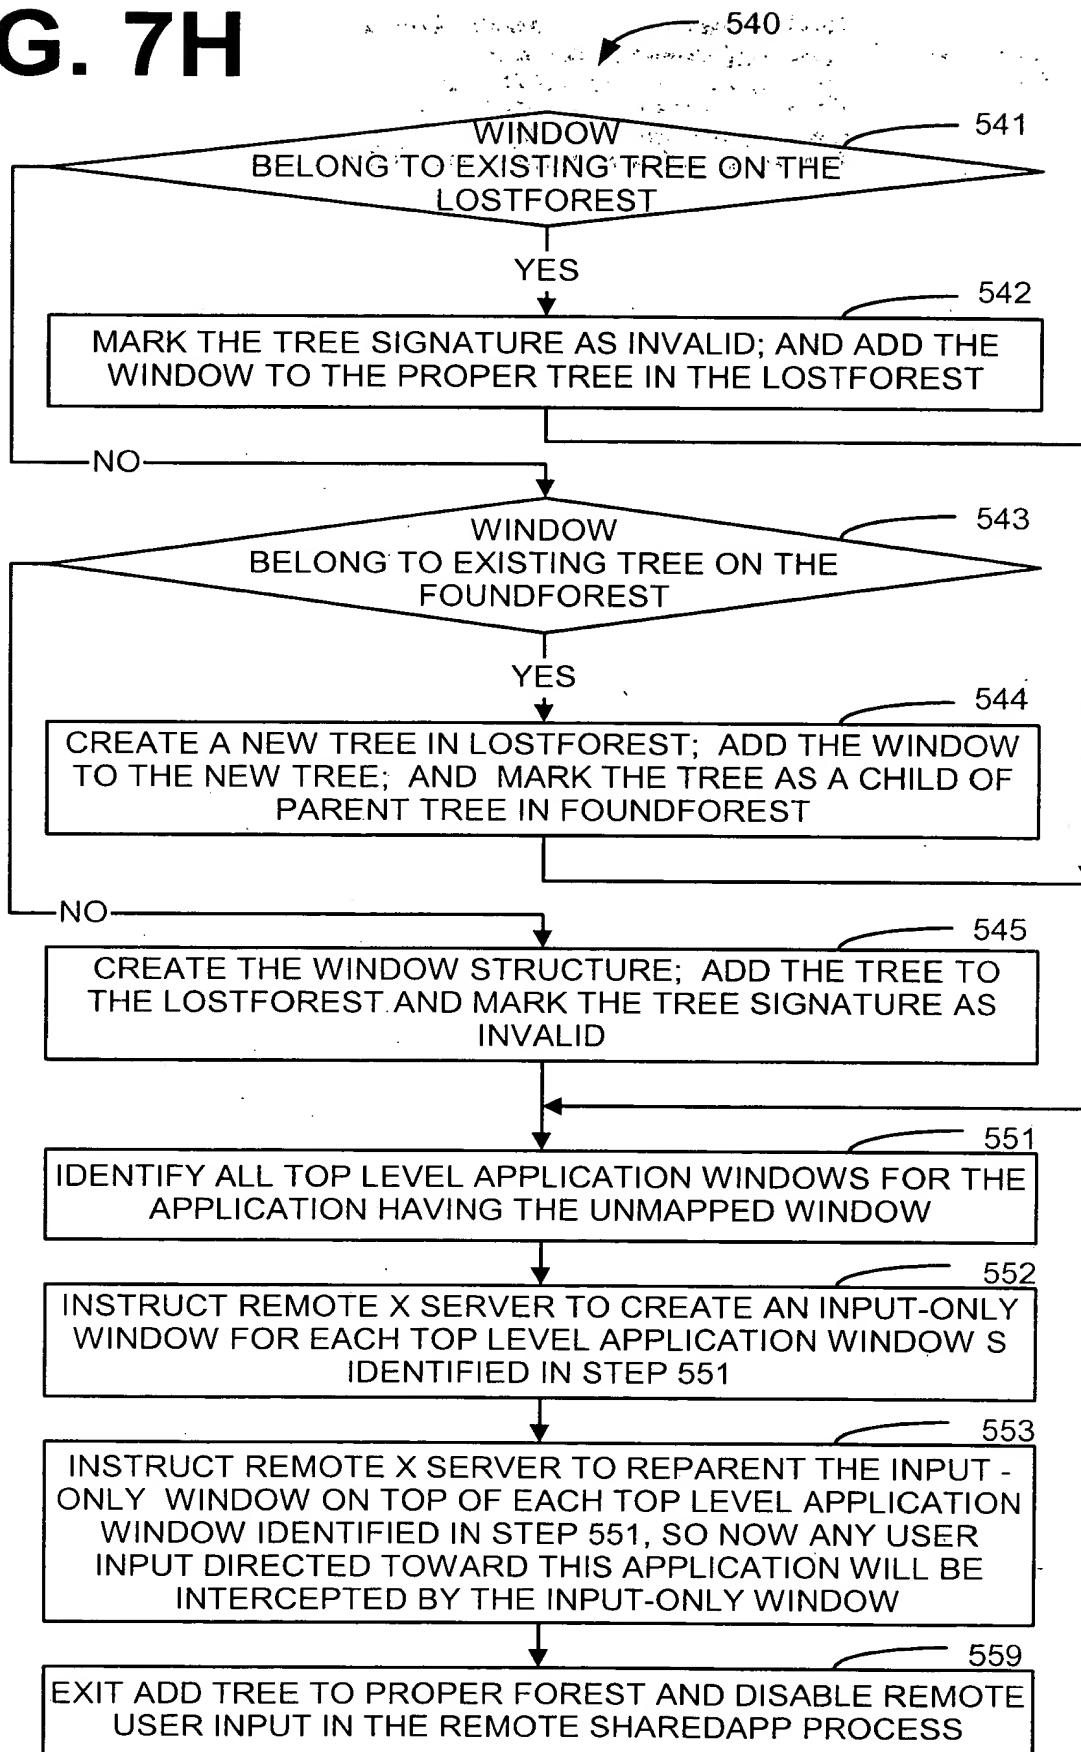 G. 7H
540
541
WINDOW
BELONG TO EXISTING TREE ON THE
LOSTFOREST
YES
542
MARK THE TREE SIGNATURE AS INVALID; AND ADD THE
WINDOW TO THE PROPER TREE IN THE LOSTFOREST
NO
543
WINDOW
BELONG TO EXISTING TREE ON THE
FOUNDFOREST
YES
544
CREATE A NEW TREE IN LOSTFOREST; ADD THE WINDOW
TO THE NEW TREE; AND MARK THE TREE AS A CHILD OF
PARENT TREE IN FOUNDFOREST
NO
545
CREATE THE WINDOW STRUCTURE; ADD THE TREE TO
THE LOSTFOREST AND MARK THE TREE SIGNATURE AS
INVALID
551
IDENTIFY ALL TOP LEVEL APPLICATION WINDOWS FOR THE
APPLICATION HAVING THE UNMAPPED WINDOW
552
INSTRUCT REMOTE X SERVER TO CREATE AN INPUT-ONLY
WINDOW FOR EACH TOP LEVEL APPLICATION WINDOW S
IDENTIFIED IN STEP 551
553
INSTRUCT REMOTE X SERVER TO REPARENT THE INPUT -
ONLY WINDOW ON TOP OF EACH TOP LEVEL APPLICATION
WINDOW IDENTIFIED IN STEP 551, SO NOW ANY USER
INPUT DIRECTED TOWARD THIS APPLICATION WILL BE
INTERCEPTED BY THE INPUT-ONLY WINDOW
559
EXIT ADD TREE TO PROPER FOREST AND DISABLE REMOTE
USER INPUT IN THE REMOTE SHAREDAPP PROCESS